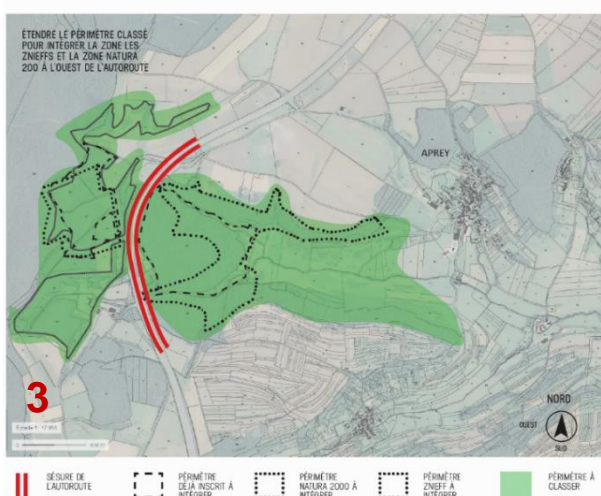 ÉTENDRE LE PÉRIMÈTRE CLASSÉ
POUR INTÉGRER LA ZONE LES
ZNIEFFS ET LA ZONE NATURA
200 À L'OUEST DE L'AUTOROUTE
APREY
3
NORD
OUEST
SUD
SÉSURE DE
L'AUTOROUTE
PÉRIMÈTRE
DÉJÀ INSCRIT À
INTÉGRER
PÉRIMÈTRE
NATURA 2000 À
INTÉGRER
PÉRIMÈTRE
ZNIEFF À
INTÉGRER
PÉRIMÈTRE À
CLASSER